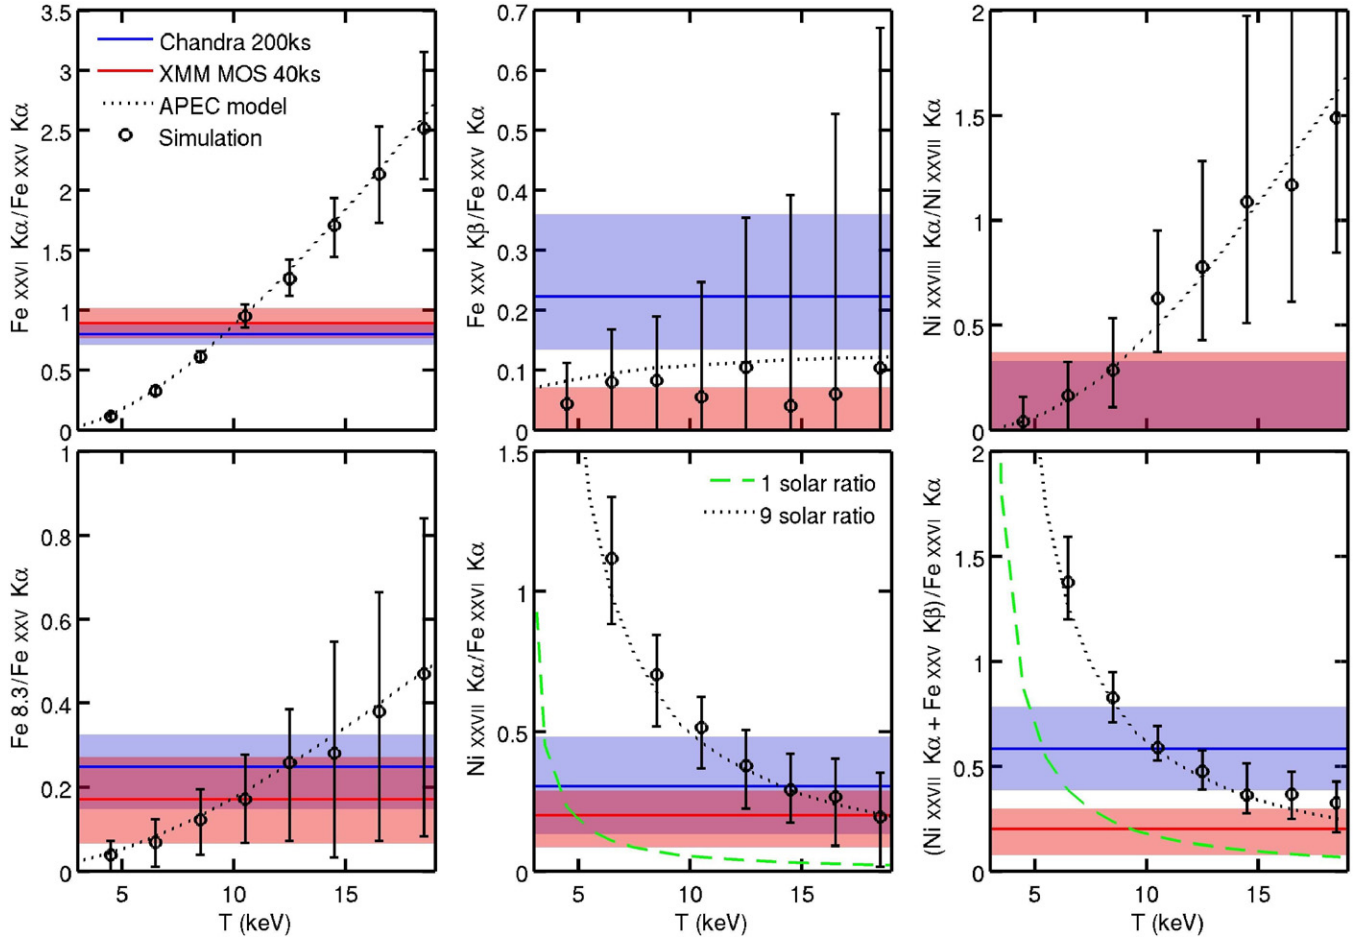 3.5
3
2.5
2
1.5
1
0.5
0
Fe XXVI Kα/Fe XXV Kα
Chandra 200ks
XMM MOS 40ks
APEC model
Simulation
0.7
0.6
0.5
0.4
0.3
0.2
0.1
0
Fe XXV Kβ/Fe XXV Kα
2
1.5
1
0.5
0
Ni XXVIII Kα/Ni XXVII Kα
1
0.8
0.6
0.4
0.2
0
Fe 8.3/Fe XXV Kα
5 10 15
T (keV)
1.5
1
0.5
0
Ni XXVII Kα/Fe XXVI Kα
1 solar ratio
9 solar ratio
5 10 15
T (keV)
2
1.5
1
0.5
0
(Ni XXVII Kα + Fe XXV Kβ)/Fe XXVI Kα
5 10 15
T (keV)